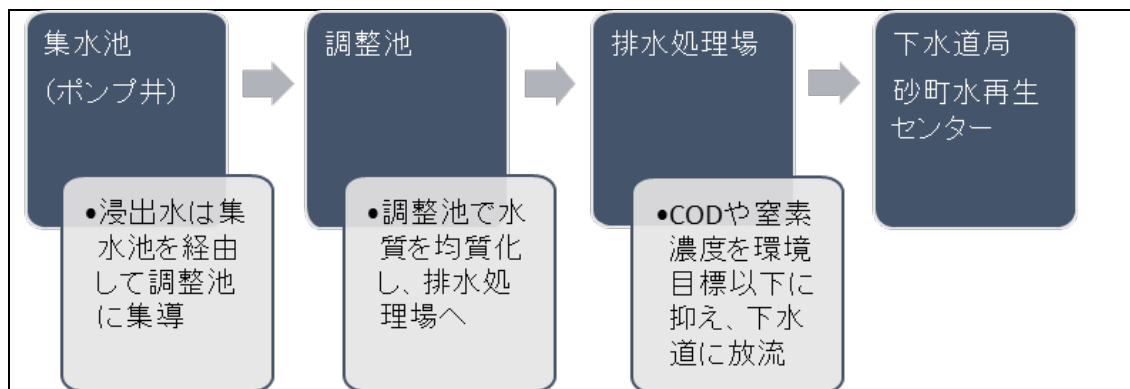 集水池
(ポンプ井)
調整池
排水処理場
下水道局
砂町水再生
センター
•浸出水は集
水池を経由
して調整池
に集導
•調整池で水
質を均質化
し、排水処
理場へ
•CODや窒素
濃度を環境
目標以下に
抑え、下水
道に放流